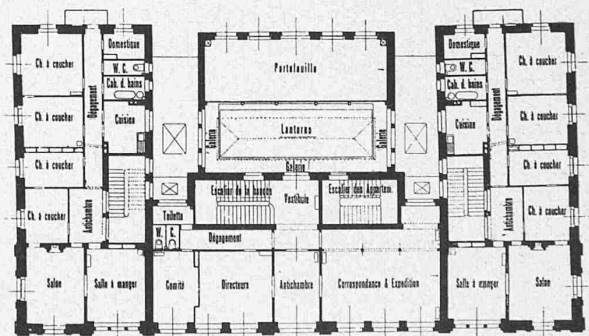 Domestique
W. C.
Cab. d. bains
Cuisine
Ch. à coucher
Ch. à coucher
Ch. à coucher
Ch. à coucher
Dégagement
Antichambre
Salon
Salle à manger
Portefeuille
Galerie
Lanterne
Galerie
Galerie
Escalier de la banque
Vestibule
Escalier des Appartem.
Toilette
W. C.
Dégagement
Comité
Directeurs
Antichambre
Correspondance & Expedition
Domestique
W. C.
Cab. d. bains
Cuisine
Dégagement
Ch. à coucher
Ch. à coucher
Ch. à coucher
Ch. à coucher
Antichambre
Salle à manger
Salon